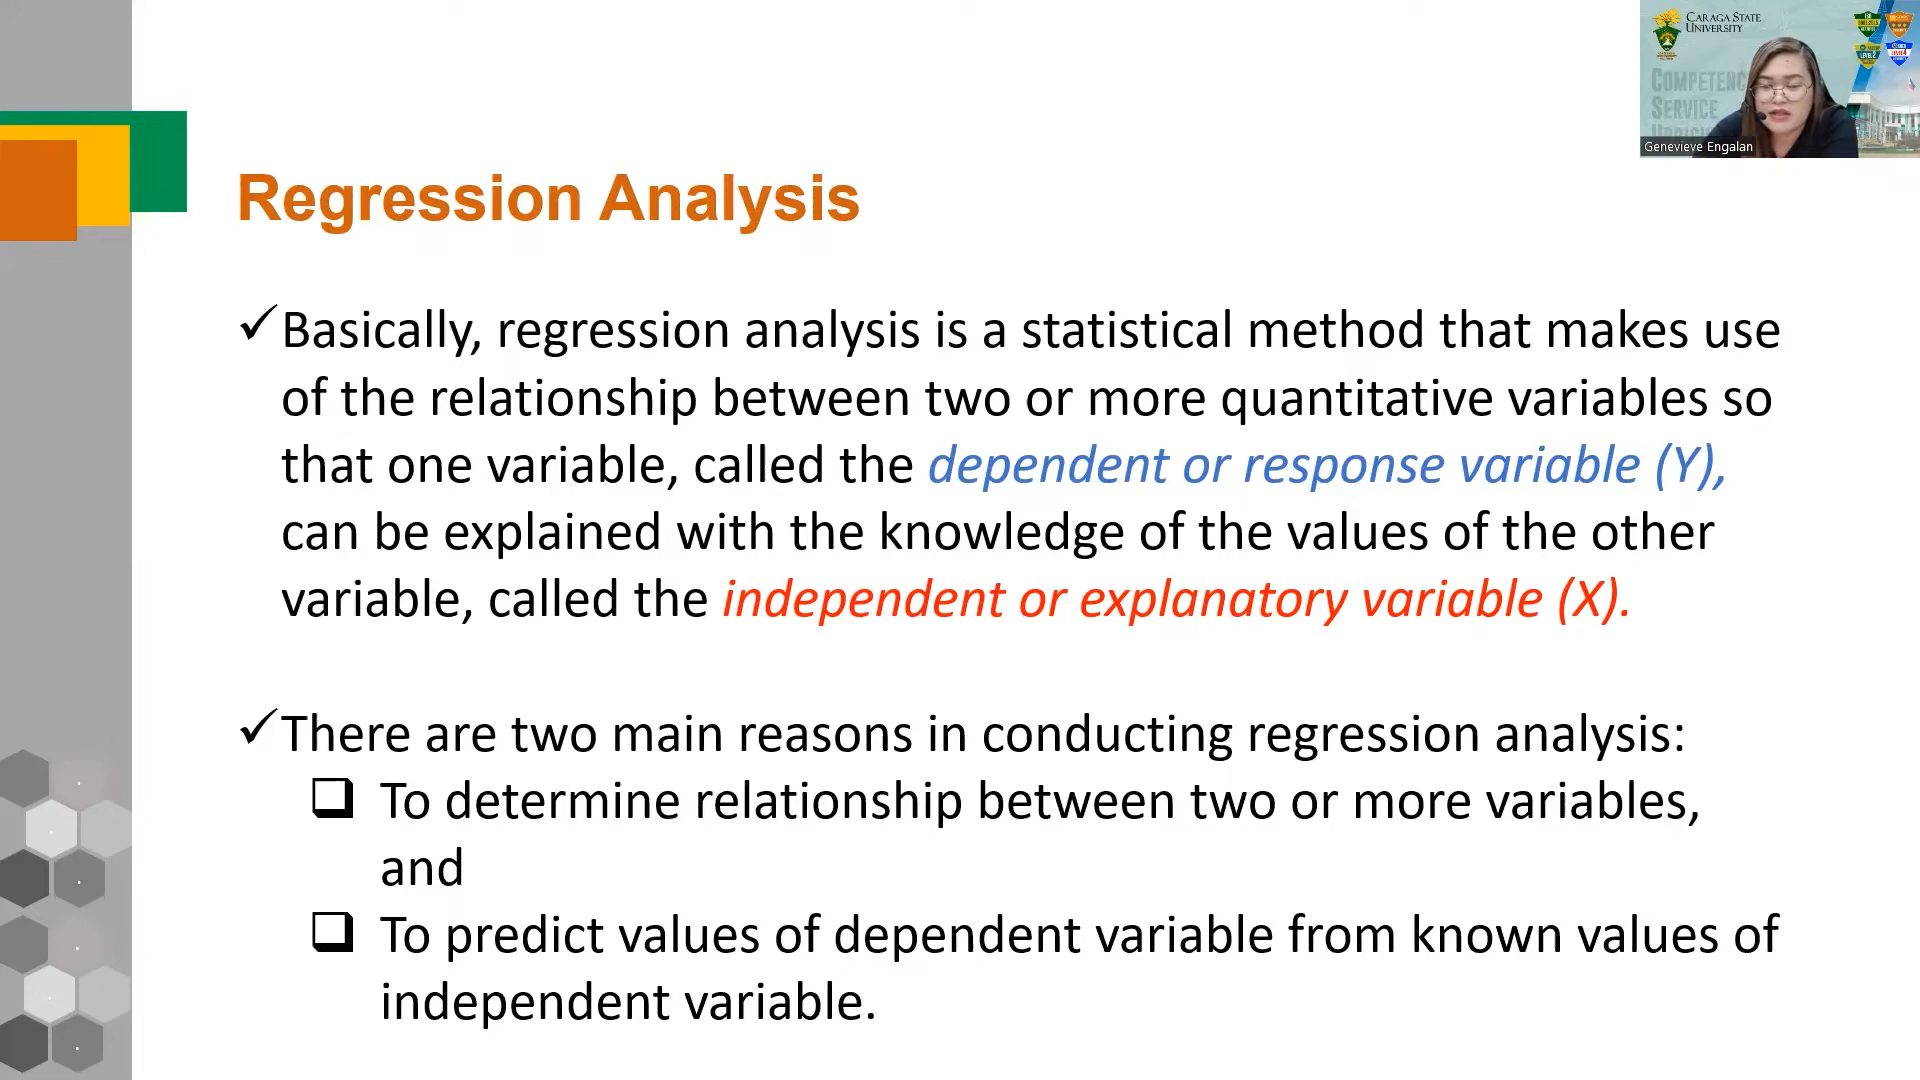 CARAGA STATE
UNIVERSITY
COMPETENC
SERVICE
Genevieve Engalan
Regression Analysis
✓Basically, regression analysis is a statistical method that makes use
of the relationship between two or more quantitative variables so
that one variable, called the dependent or response variable (Y),
can be explained with the knowledge of the values of the other
variable, called the independent or explanatory variable (X).
✓There are two main reasons in conducting regression analysis:
❑ To determine relationship between two or more variables,
and
❑ To predict values of dependent variable from known values of
independent variable.